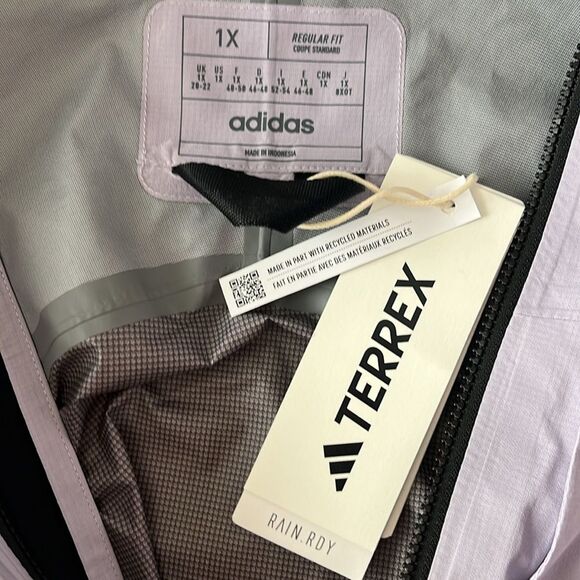 1X
REGULAR FIT
COUPE STANDARD
UK US F D I E CDN J
1X 1X 1X 1X 1X 1X 1X 1X
20-22 48-50 46-48 52-54 46-48 8XOT
adidas
MADE IN INDONESIA
MADE IN PART WITH RECYCLED MATERIALS
FAIT EN PARTIE AVEC DES MATÉRIAUX RECYCLÉS
TERREX
RAIN.RDY